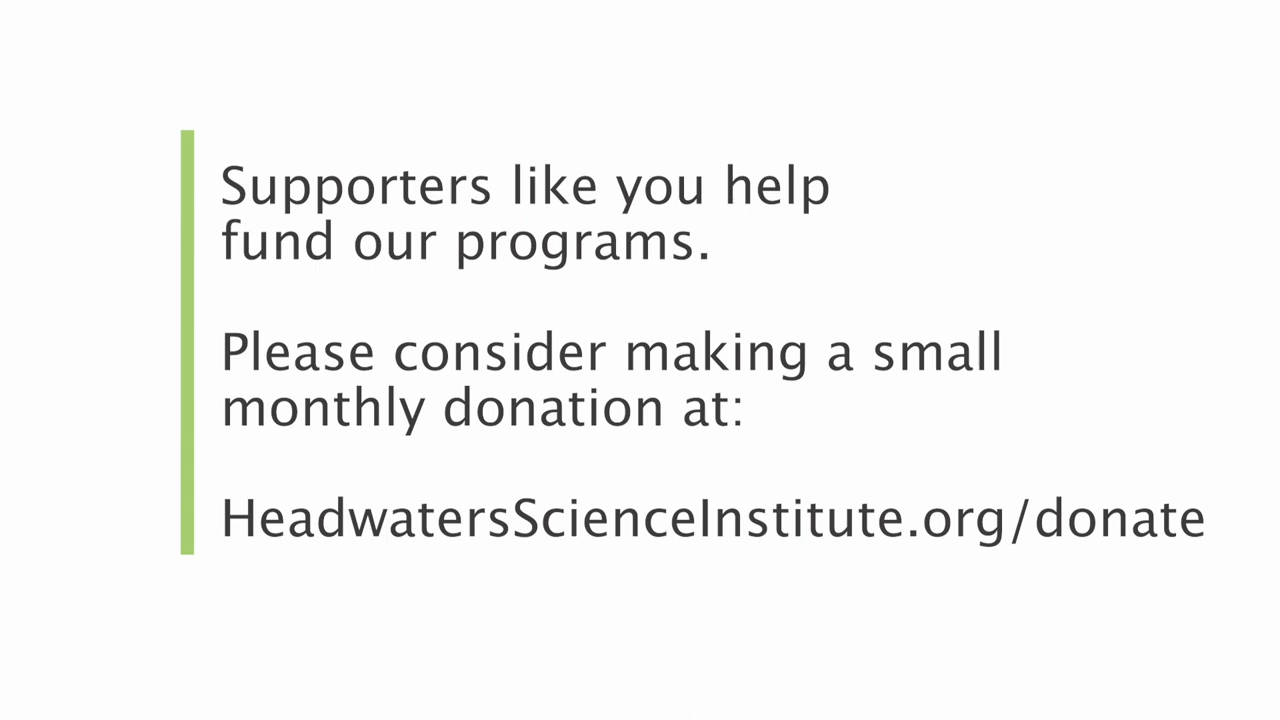 Supporters like you help
fund our programs.
Please consider making a small
monthly donation at:
HeadwatersScienceInstitute.org/donate